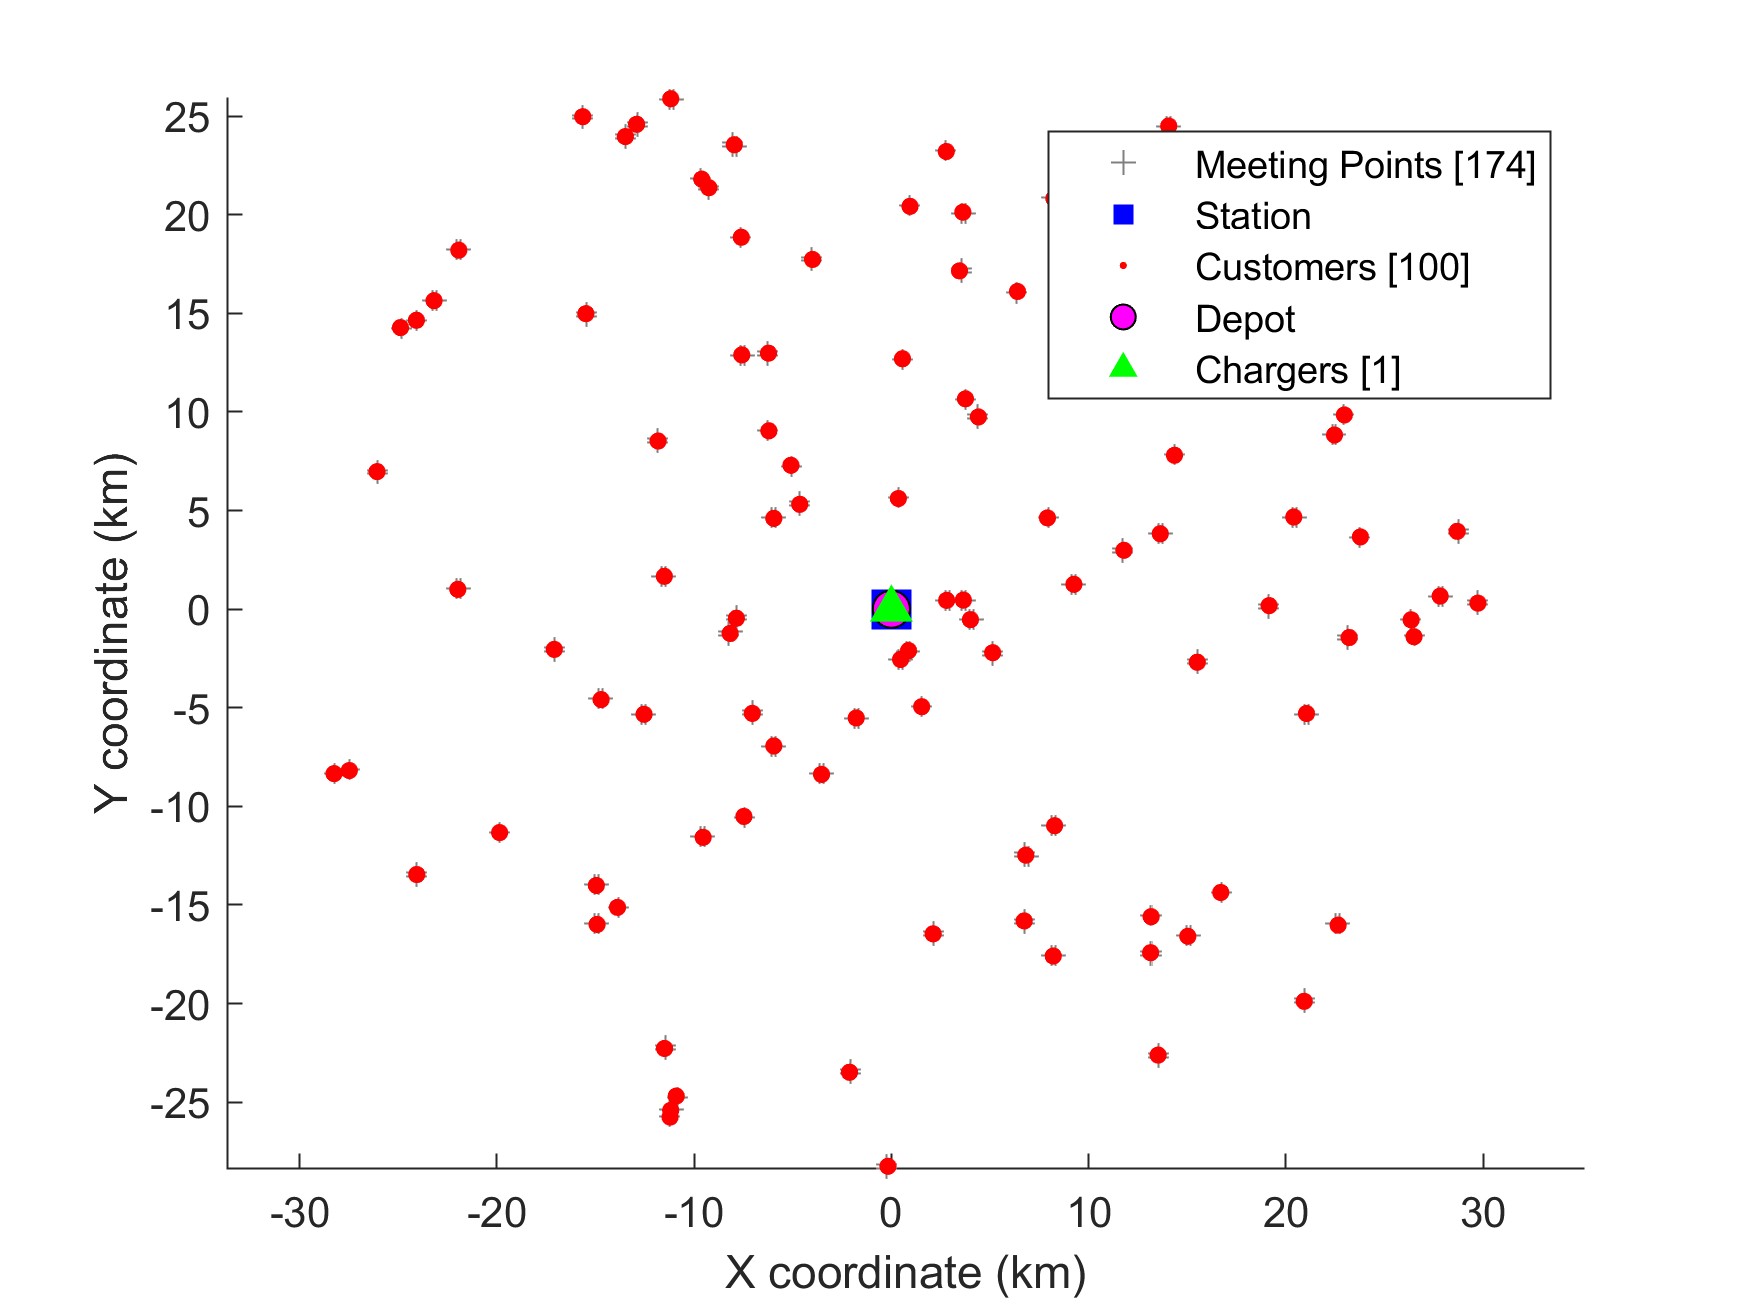 25
20
15
10
5
0
-5
-10
-15
-20
-25
Y coordinate (km)
Meeting Points [174]
Station
Customers [100]
Depot
Chargers [1]
-30 -20 -10 0 10 20 30
X coordinate (km)